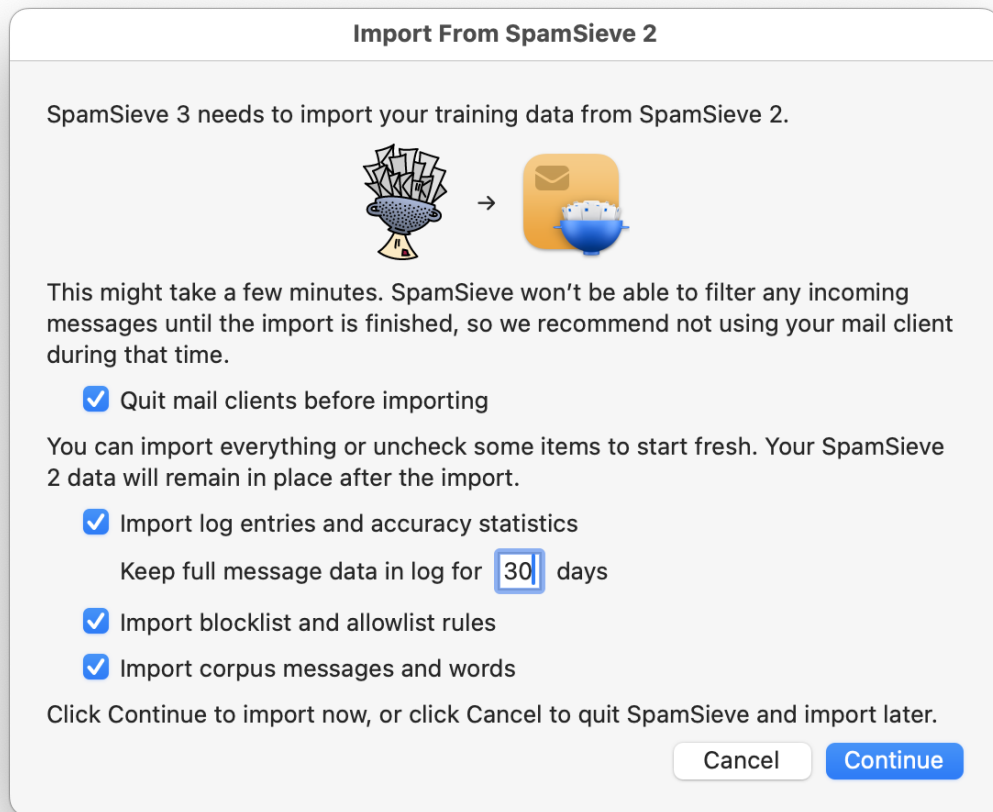 Import From SpamSieve 2
SpamSieve 3 needs to import your training data from SpamSieve 2.
This might take a few minutes. SpamSieve won’t be able to filter any incoming
messages until the import is finished, so we recommend not using your mail client
during that time.
Quit mail clients before importing
You can import everything or uncheck some items to start fresh. Your SpamSieve
2 data will remain in place after the import.
Import log entries and accuracy statistics
Keep full message data in log for 30 days
Import blocklist and allowlist rules
Import corpus messages and words
Click Continue to import now, or click Cancel to quit SpamSieve and import later.
Cancel Continue